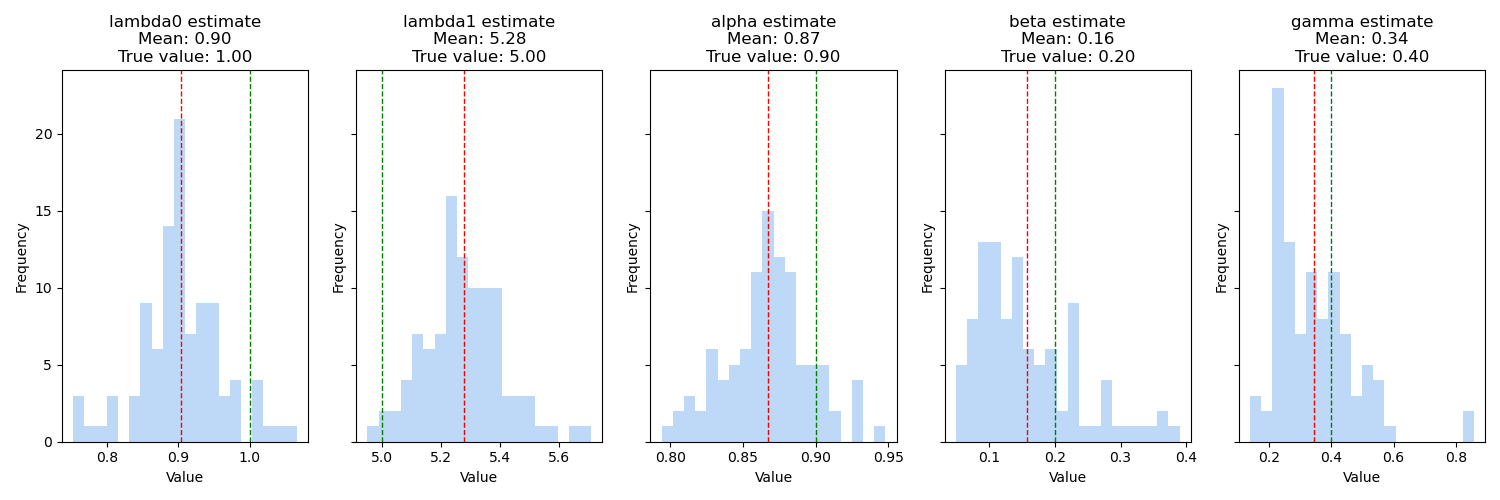 lambda0 estimate
Mean: 0.90
True value: 1.00
lambda1 estimate
Mean: 5.28
True value: 5.00
alpha estimate
Mean: 0.87
True value: 0.90
beta estimate
Mean: 0.16
True value: 0.20
gamma estimate
Mean: 0.34
True value: 0.40
20
15
10
5
0
Frequency
0.8 0.9 1.0
Value
Frequency
5.0 5.2 5.4 5.6
Value
Frequency
0.80 0.85 0.90 0.95
Value
Frequency
0.1 0.2 0.3 0.4
Value
Frequency
0.2 0.4 0.6 0.8
Value